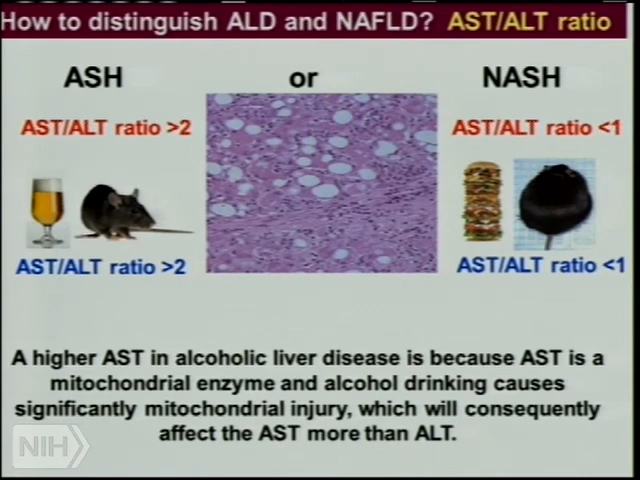 How to distinguish ALD and NAFLD? AST/ALT ratio
ASH or NASH
AST/ALT ratio >2 AST/ALT ratio <1
AST/ALT ratio >2 AST/ALT ratio <1
A higher AST in alcoholic liver disease is because AST is a
mitochondrial enzyme and alcohol drinking causes
significantly mitochondrial injury, which will consequently
affect the AST more than ALT.
NIH